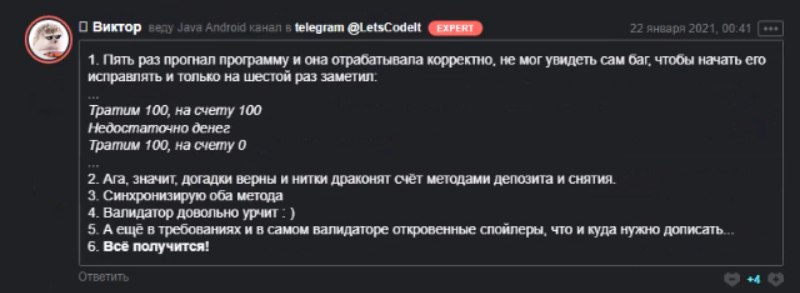 Виктор веду Java Android канал в telegram @LetsCodeIt EXPERT 22 января 2021, 00:41
1. Пять раз прогнал программу и она отрабатывала корректно, не мог увидеть сам баг, чтобы начать его
исправлять и только на шестой раз заметил:
...
Тратим 100, на счету 100
Недостаточно денег
Тратим 100, на счету 0
...
2. Ага, значит, догадки верны и нитки драконят счёт методами депозита и снятия.
3. Синхронизирую оба метода
4. Валидатор довольно урчит : )
5. А ещё в требованиях и в самом валидаторе откровенные спойлеры, что и куда нужно дописать...
6. Всё получится!
Ответить +4